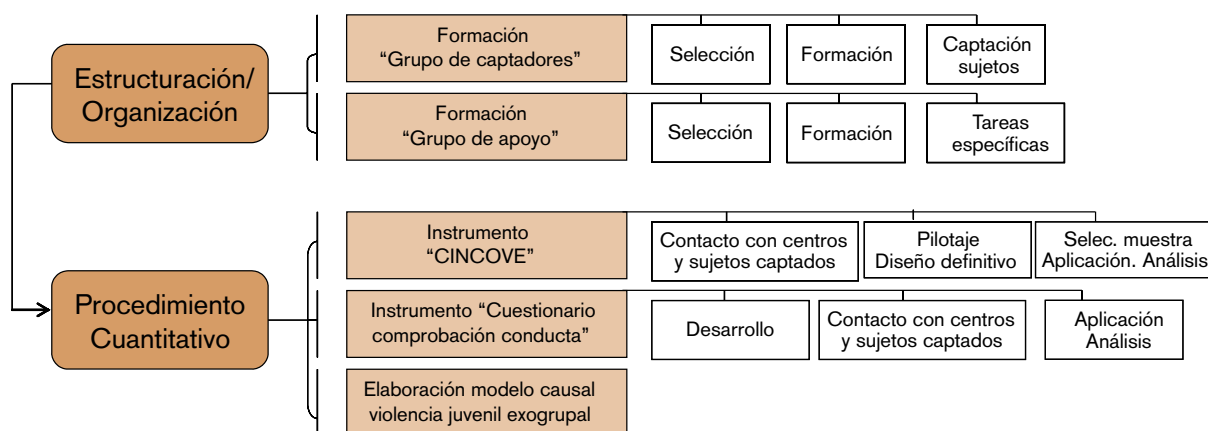 Estructuración/
Organización
Formación
“Grupo de captadores”
Selección
Formación
Captación
sujetos
Formación
“Grupo de apoyo”
Selección
Formación
Tareas
específicas
Procedimiento
Cuantitativo
Instrumento
“CINCOVE”
Contacto con centros
y sujetos captados
Pilotaje
Diseño definitivo
Selec. muestra
Aplicación. Análisis
Instrumento “Cuestionario
comprobación conducta”
Desarrollo
Contacto con centros
y sujetos captados
Aplicación
Análisis
Elaboración modelo causal
violencia juvenil exogrupal